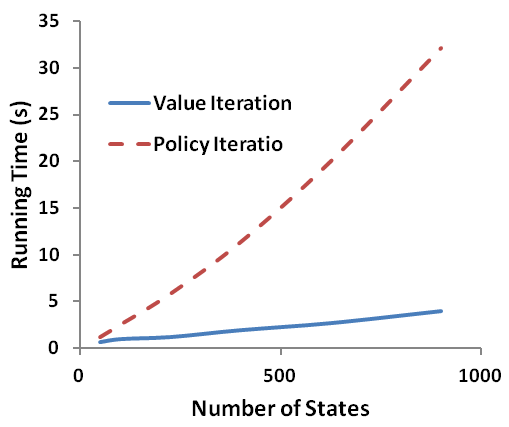 35
30
25
20
15
10
5
0
Running Time (s)
Value Iteration
Policy Iteratio
0 500 1000
Number of States